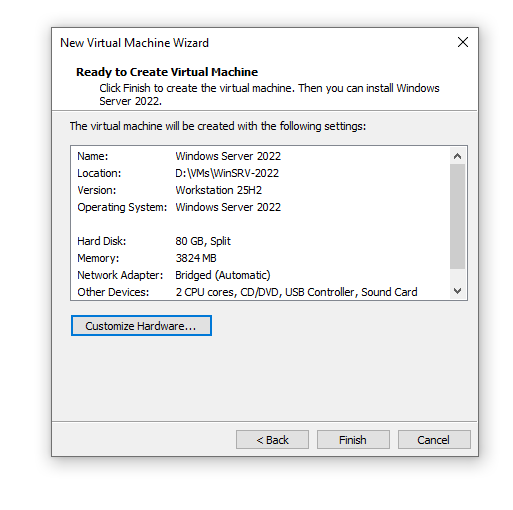 New Virtual Machine Wizard
Ready to Create Virtual Machine
Click Finish to create the virtual machine. Then you can install Windows
Server 2022.
The virtual machine will be created with the following settings:
Name: Windows Server 2022
Location: D:\VMs\WinSRV-2022
Version: Workstation 25H2
Operating System: Windows Server 2022
Hard Disk: 80 GB, Split
Memory: 3824 MB
Network Adapter: Bridged (Automatic)
Other Devices: 2 CPU cores, CD/DVD, USB Controller, Sound Card
Customize Hardware...
< Back Finish Cancel